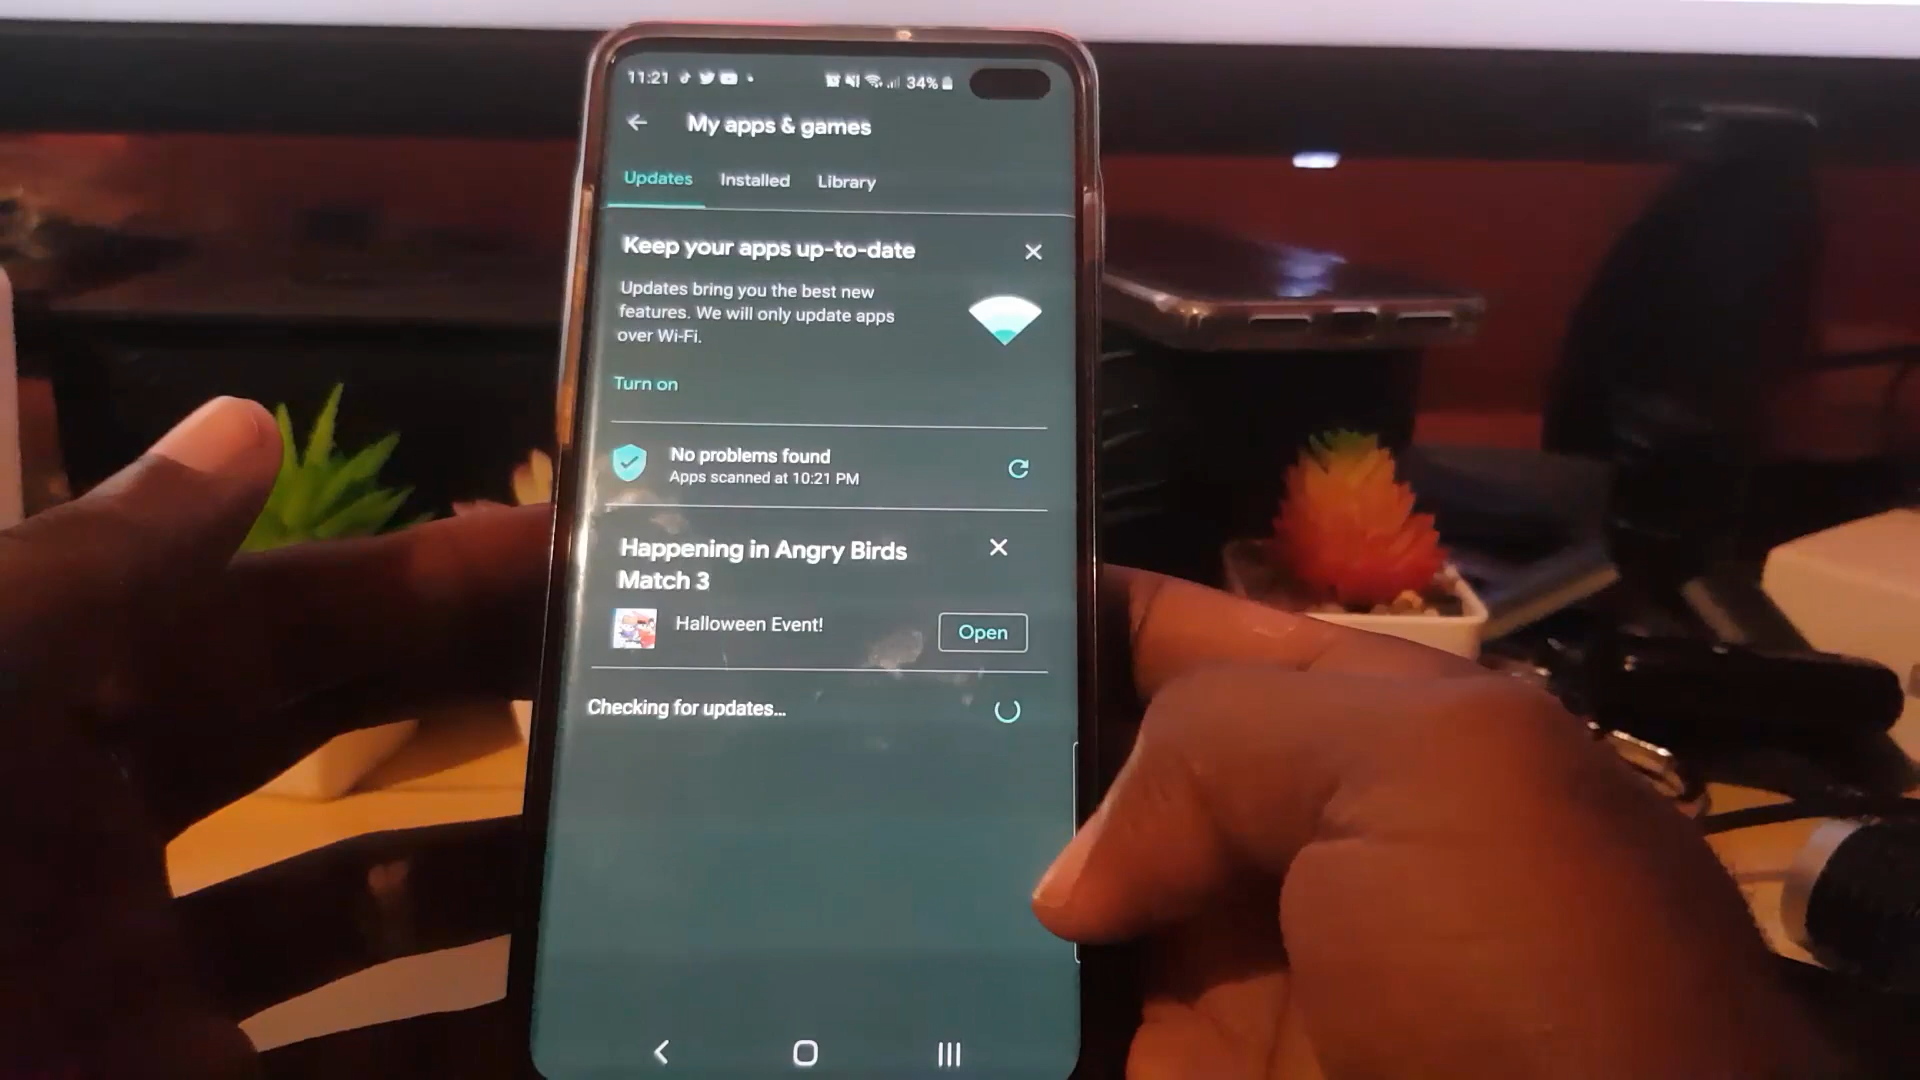 11:21
34%
My apps & games
Updates Installed Library
Keep your apps up-to-date
Updates bring you the best new
features. We will only update apps
over Wi-Fi.
Turn on
No problems found
Apps scanned at 10:21 PM
Happening in Angry Birds
Match 3
Halloween Event!
Open
Checking for updates...